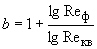 b = 1 + lg Reф / lg Reкв